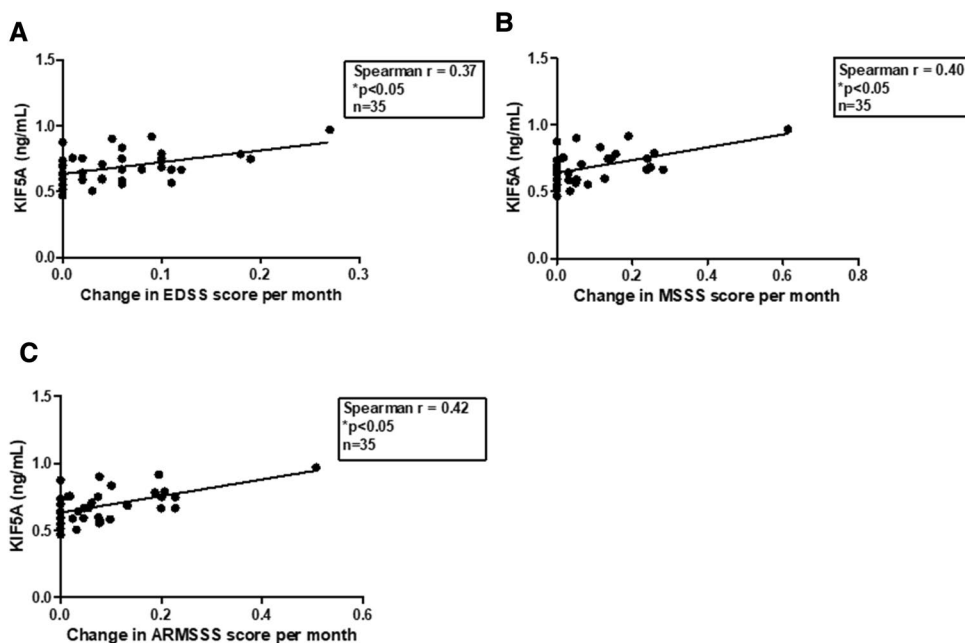 A
1.5
1.0
0.5
0.0
KIF5A (ng/mL)
0.0 0.1 0.2 0.3
Change in EDSS score per month
Spearman r = 0.37
*p<0.05
n=35
B
1.5
1.0
0.5
0.0
KIF5A (ng/mL)
0.0 0.2 0.4 0.6 0.8
Change in MSSS score per month
Spearman r = 0.40
*p<0.05
n=35
C
1.5
1.0
0.5
0.0
KIF5A (ng/mL)
0.0 0.2 0.4 0.6
Change in ARMSSS score per month
Spearman r = 0.42
*p<0.05
n=35